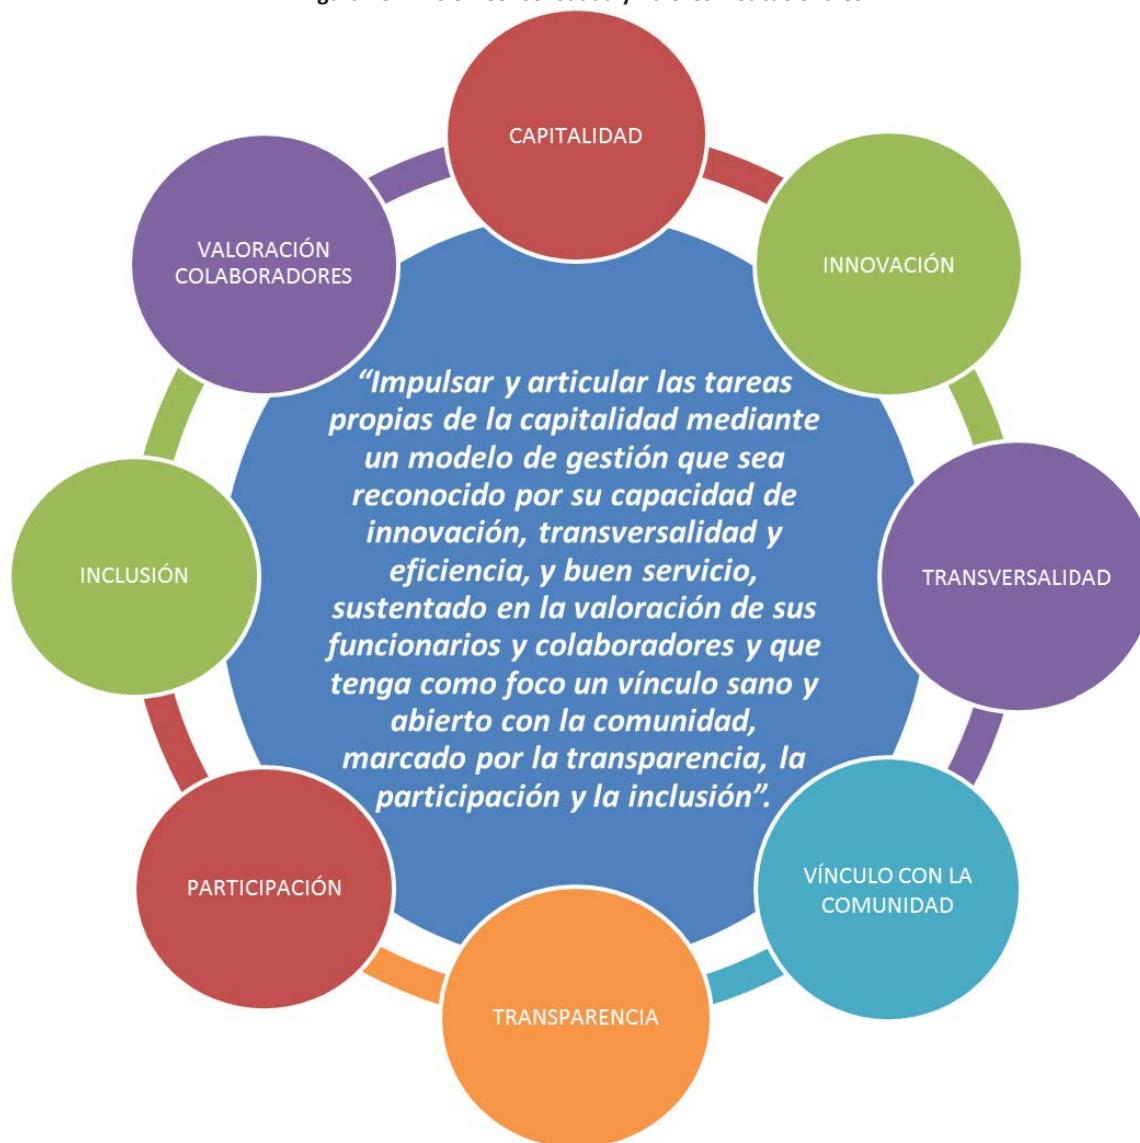 CAPITALIDAD
INNOVACIÓN
TRANSVERSALIDAD
VÍNCULO CON LA
COMUNIDAD
TRANSPARENCIA
PARTICIPACIÓN
INCLUSIÓN
VALORACIÓN
COLABORADORES
“Impulsar y articular las tareas
propias de la capitalidad mediante
un modelo de gestión que sea
reconocido por su capacidad de
innovación, transversalidad y
eficiencia, y buen servicio,
sustentado en la valoración de sus
funcionarios y colaboradores y que
tenga como foco un vínculo sano y
abierto con la comunidad,
marcado por la transparencia, la
participación y la inclusión”.